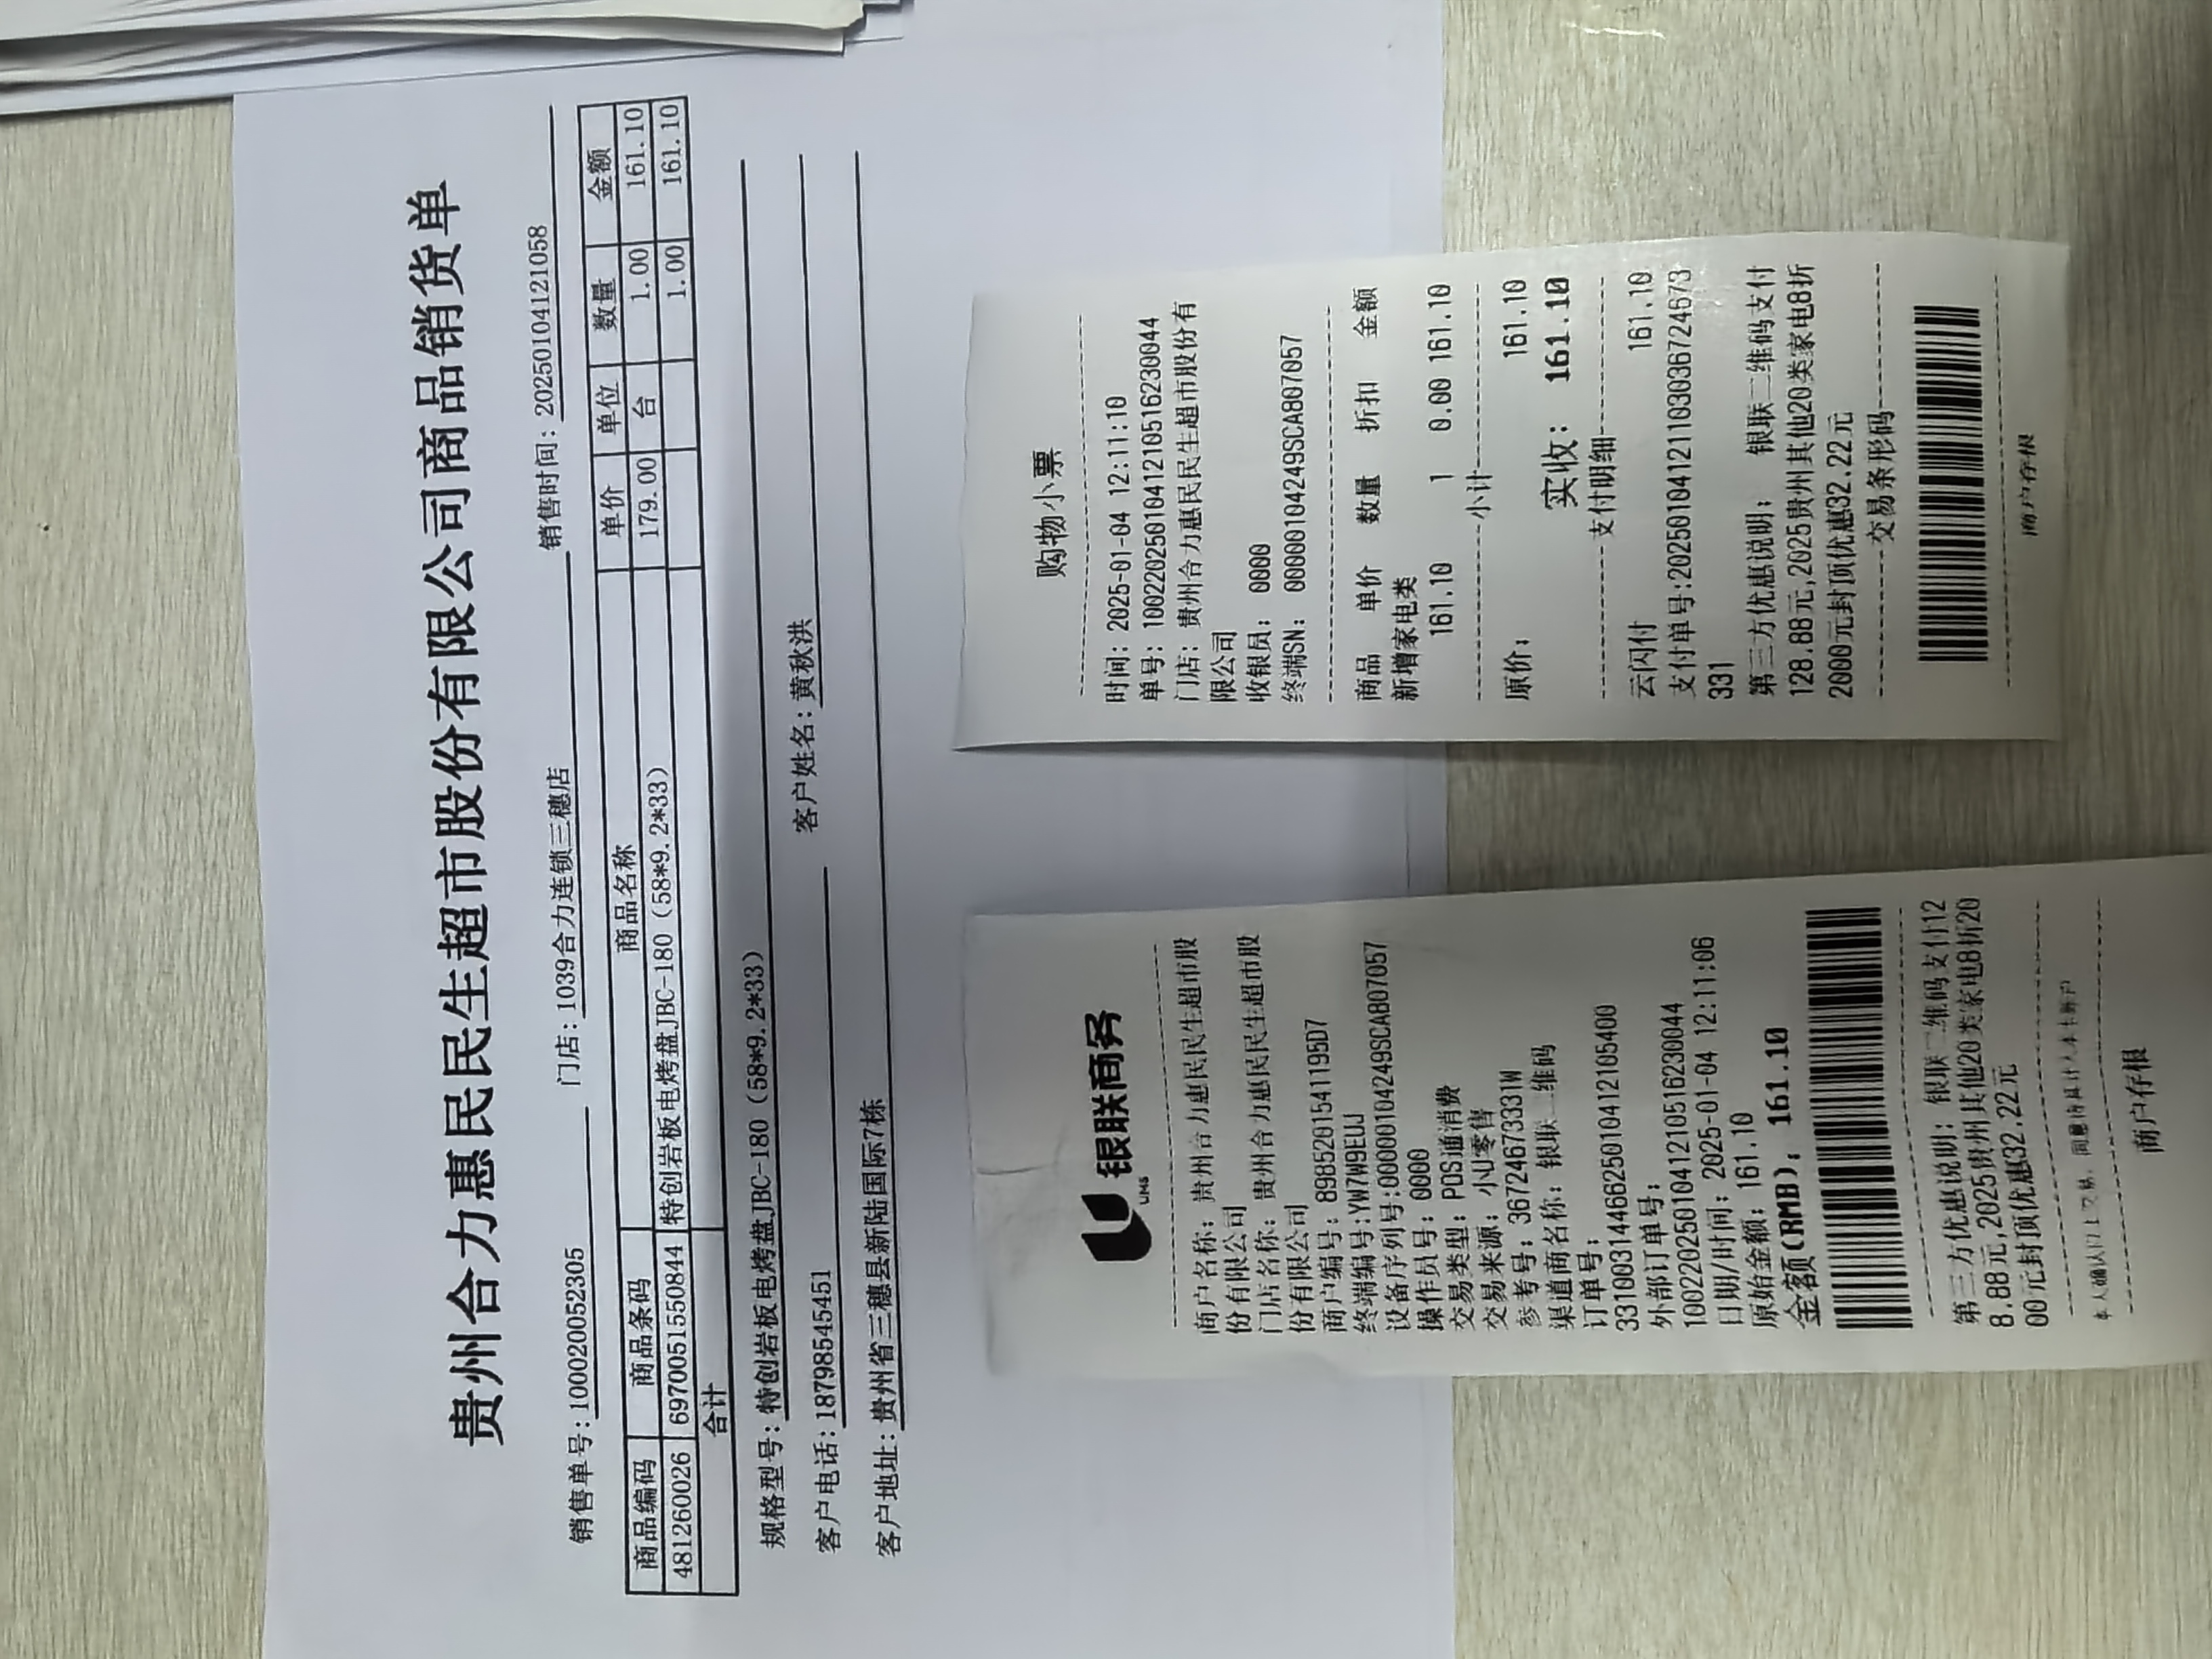 贵州合力惠民民生超市股份有限公司商品销货单
销售单号:1000200052305 门店:1039合力连锁三穗店 销售时间:20250104121058
商品编码 商品条码 商品名称 单价 单位 数量 金额
481260026 6970051550844 特创岩板电烤盘JBC-180（58*9.2*33） 179.00 台 1.00 161.10
合计 1.00 161.10
规格型号:特创岩板电烤盘JBC-180（58*9.2*33）
客户电话:18798545451 客户姓名:黄秋洪
客户地址:贵州省三穗县新陆国际7栋
银联商务
UMS
商户名称: 贵州合力惠民民生超市股
份有限公司
门店名称: 贵州合力惠民民生超市股
份有限公司
商户编号: 8985201541195D7
终端编号:YW7W9EUJ
设备序列号:00000104249SCA807057
操作员号: 0000
交易类型: POS通消费
交易来源: 小U零售
参考号: 36724673331W
渠道商名称: 银联二维码
订单号:
33100314466250104121054​00
外部订单号:
10022025010412105162300​44
日期/时间: 2025-01-04 12:11:06
原始金额: 161.10
金额(RMB): 161.10
第三方优惠说明: 银联二维码支付12
8.88元,2025贵州其他20类家电8折20
00元封顶优惠32.22元
商户存根
购物小票
时间: 2025-01-04 12:11:10
单号: 10022025010412105162300​44
门店: 贵州合力惠民民生超市股份有
限公司
收银员: 0000
终端SN: 00000104249SCA807057
商品 单价 数量 折扣 金额
新增家电类
161.10 1 0.00 161.10
小计
原价: 161.10
实收: 161.10
支付明细
云闪付 161.10
支付单号:20250104121103036724673
331
第三方优惠说明: 银联二维码支付
128.88元,2025贵州其他20类家电8折
2000元封顶优惠32.22元
交易条形码
商户存根